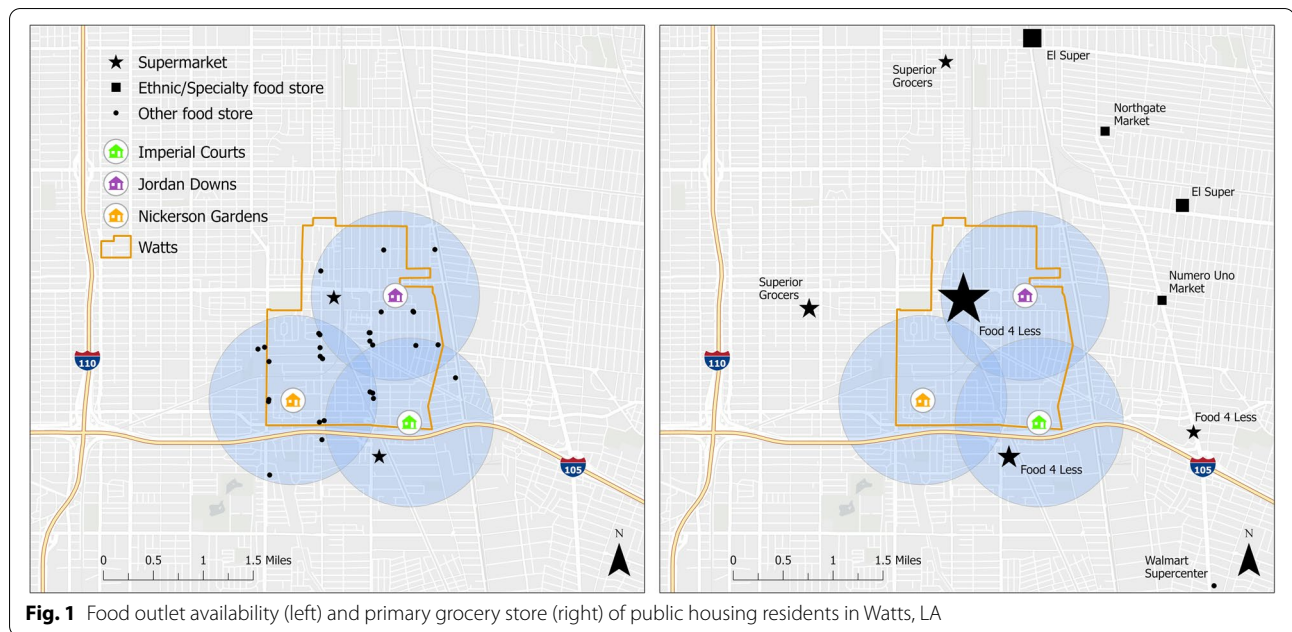 Supermarket
Ethnic/Specialty food store
Other food store
Imperial Courts
Jordan Downs
Nickerson Gardens
Watts
110
105
0 0.5 1 1.5 Miles
N
El Super
Superior
Grocers
Northgate
Market
El Super
Numero Uno
Market
Superior
Grocers
Food 4 Less
110
Food 4 Less
Food 4 Less
105
0 0.5 1 1.5 Miles
Walmart
Supercenter
N
Fig. 1 Food outlet availability (left) and primary grocery store (right) of public housing residents in Watts, LA